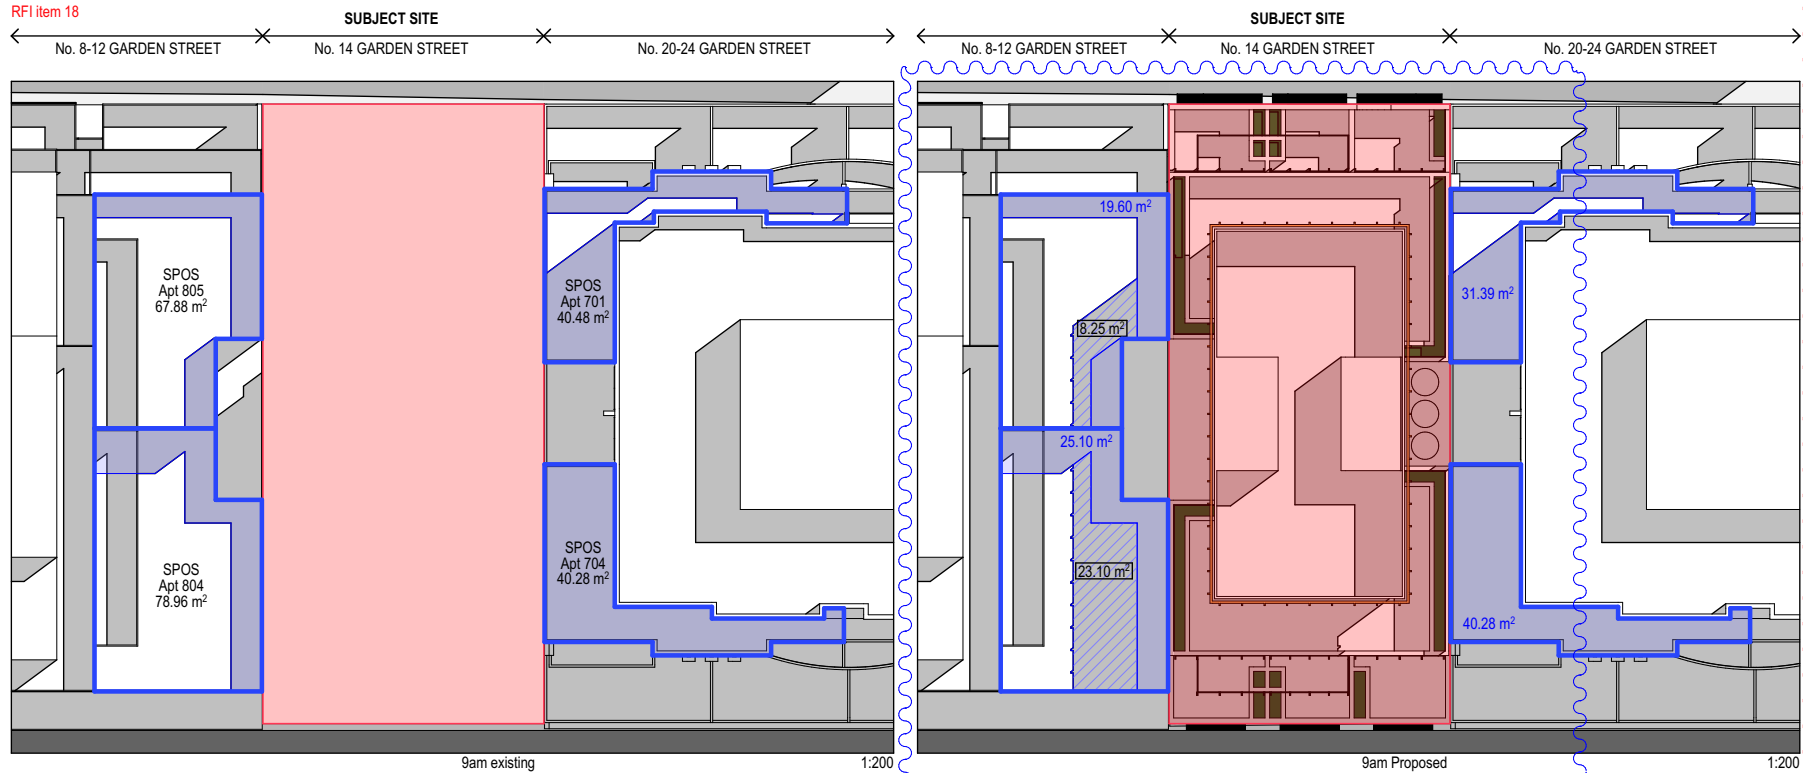 RFI item 18
SUBJECT SITE
No. 8-12 GARDEN STREET
No. 14 GARDEN STREET
No. 20-24 GARDEN STREET
SPOS
Apt 805
67.88 m²
SPOS
Apt 701
40.48 m²
SPOS
Apt 804
78.96 m²
SPOS
Apt 704
40.28 m²
9am existing
1:200
SUBJECT SITE
No. 8-12 GARDEN STREET
No. 14 GARDEN STREET
No. 20-24 GARDEN STREET
19.60 m²
31.39 m²
8.25 m²
25.10 m²
23.10 m²
40.28 m²
9am Proposed
1:200